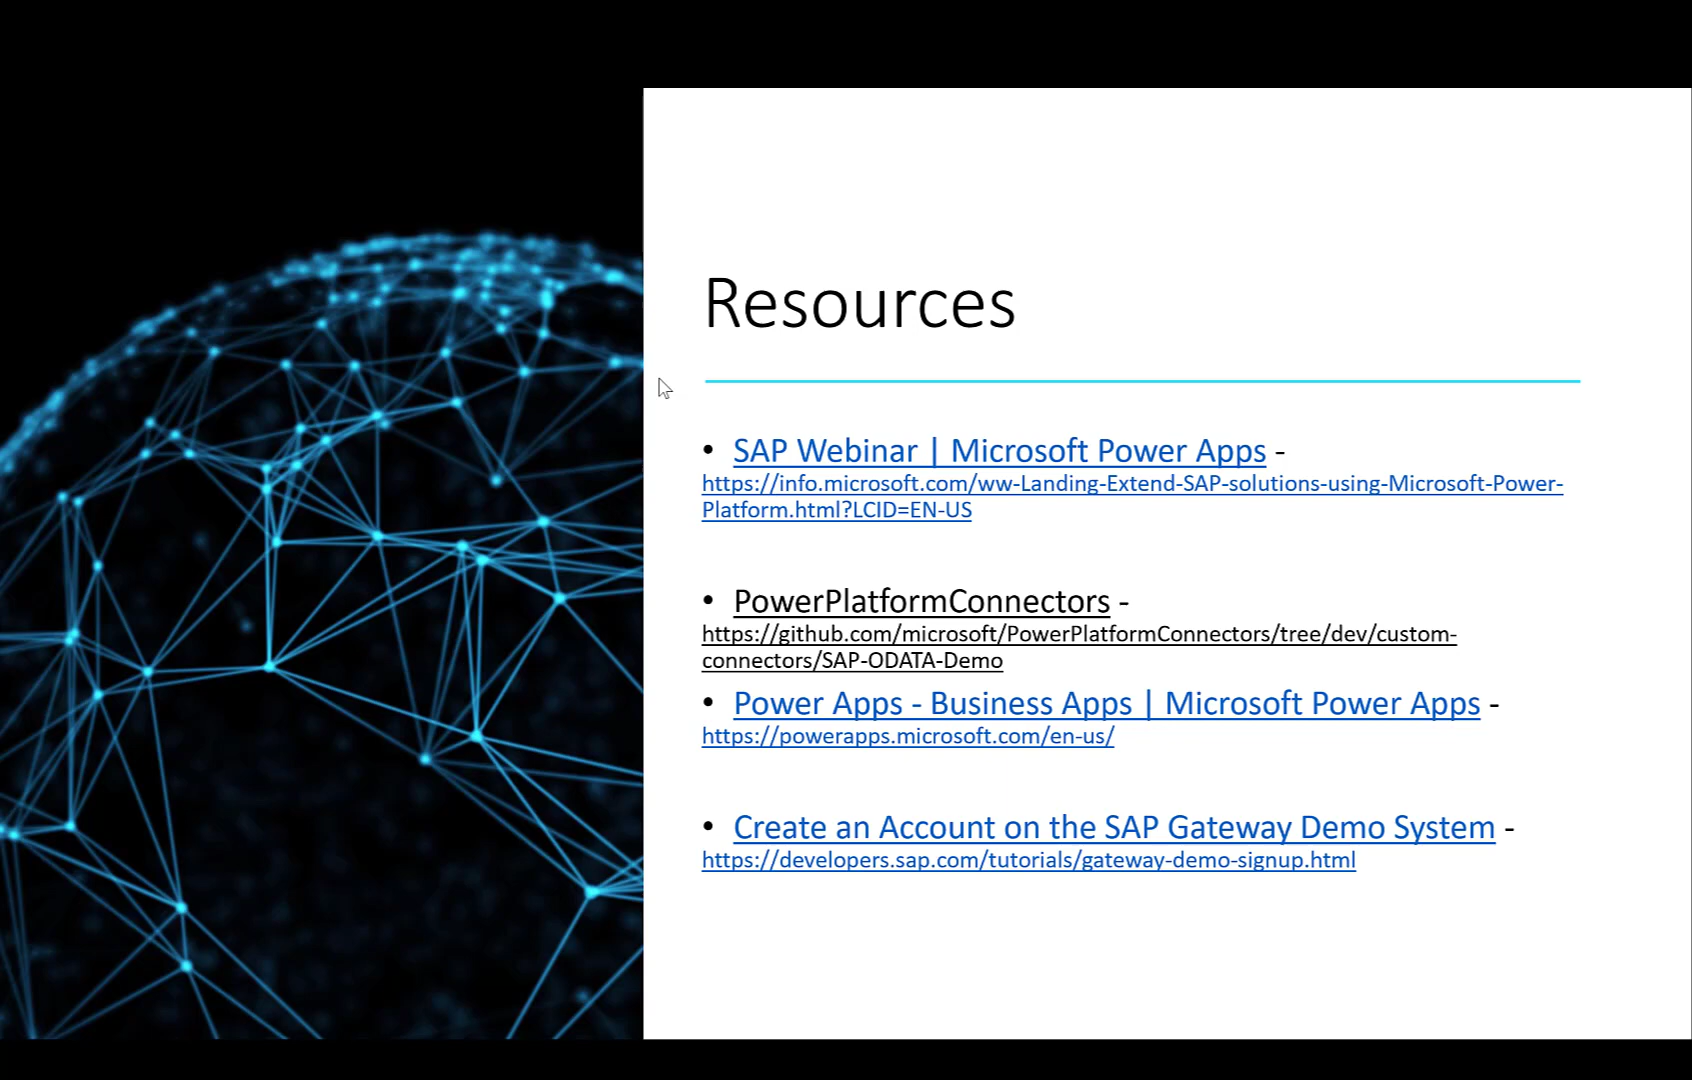 Resources
• SAP Webinar | Microsoft Power Apps -
https://info.microsoft.com/ww-Landing-Extend-SAP-solutions-using-Microsoft-Power-
Platform.html?LCID=EN-US
• PowerPlatformConnectors -
https://github.com/microsoft/PowerPlatformConnectors/tree/dev/custom-
connectors/SAP-ODATA-Demo
• Power Apps - Business Apps | Microsoft Power Apps -
https://powerapps.microsoft.com/en-us/
• Create an Account on the SAP Gateway Demo System -
https://developers.sap.com/tutorials/gateway-demo-signup.html